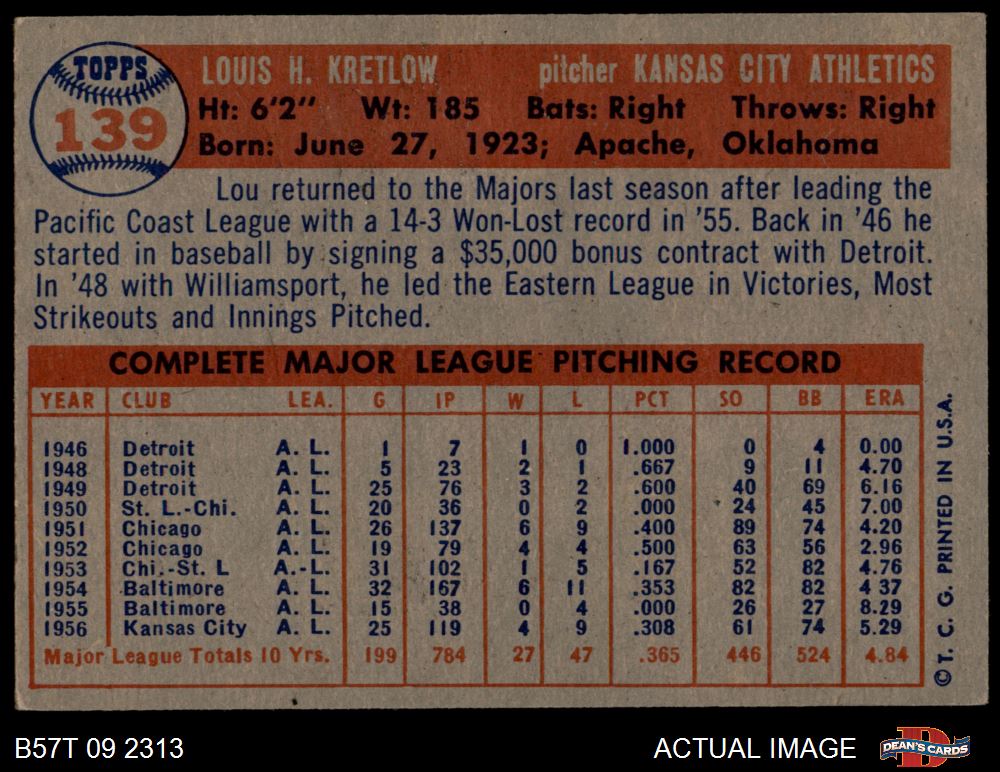 TOPPS
139
LOUIS H. KRETLOW pitcher KANSAS CITY ATHLETICS
Ht: 6'2" Wt: 185 Bats: Right Throws: Right
Born: June 27, 1923; Apache, Oklahoma
Lou returned to the Majors last season after leading the
Pacific Coast League with a 14-3 Won-Lost record in '55. Back in '46 he
started in baseball by signing a $35,000 bonus contract with Detroit.
In '48 with Williamsport, he led the Eastern League in Victories, Most
Strikeouts and Innings Pitched.
COMPLETE MAJOR LEAGUE PITCHING RECORD
YEAR CLUB LEA. G IP W L PCT SO BB ERA
1946 Detroit A. L. 1 7 1 0 1.000 0 4 0.00
1948 Detroit A. L. 5 23 2 1 .667 9 11 4.70
1949 Detroit A. L. 25 76 3 2 .600 40 69 6.16
1950 St. L.-Chi. A. L. 20 36 0 2 .000 24 45 7.00
1951 Chicago A. L. 26 137 6 9 .400 89 74 4.20
1952 Chicago A. L. 19 79 4 4 .500 63 56 2.96
1953 Chi.-St. L A.-L. 31 102 1 5 .167 52 82 4.76
1954 Baltimore A. L. 32 167 6 11 .353 82 82 4 37
1955 Baltimore A. L. 15 38 0 4 .000 26 27 8.29
1956 Kansas City A. L. 25 119 4 9 .308 61 74 5.29
Major League Totals 10 Yrs. 199 784 27 47 .365 446 524 4.84
© T. C. G. PRINTED IN U.S.A.
B57T 09 2313 ACTUAL IMAGE DEAN'S CARDS